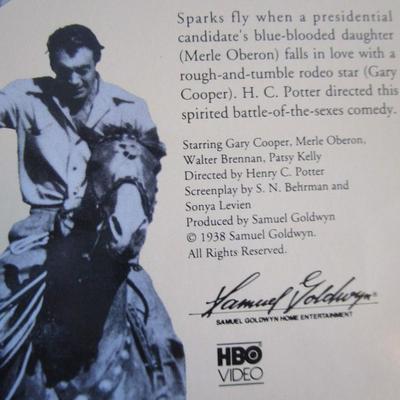 Sparks fly when a presidential
candidate's blue-blooded daughter
(Merle Oberon) falls in love with a
rough-and-tumble rodeo star (Gary
Cooper). H. C. Potter directed this
spirited battle-of-the-sexes comedy.
Starring Gary Cooper, Merle Oberon,
Walter Brennan, Patsy Kelly
Directed by Henry C. Potter
Screenplay by S. N. Behrman and
Sonya Levien
Produced by Samuel Goldwyn
© 1938 Samuel Goldwyn.
All Rights Reserved.
Samuel Goldwyn®
SAMUEL GOLDWYN HOME ENTERTAINMENT
HBO®
VIDEO